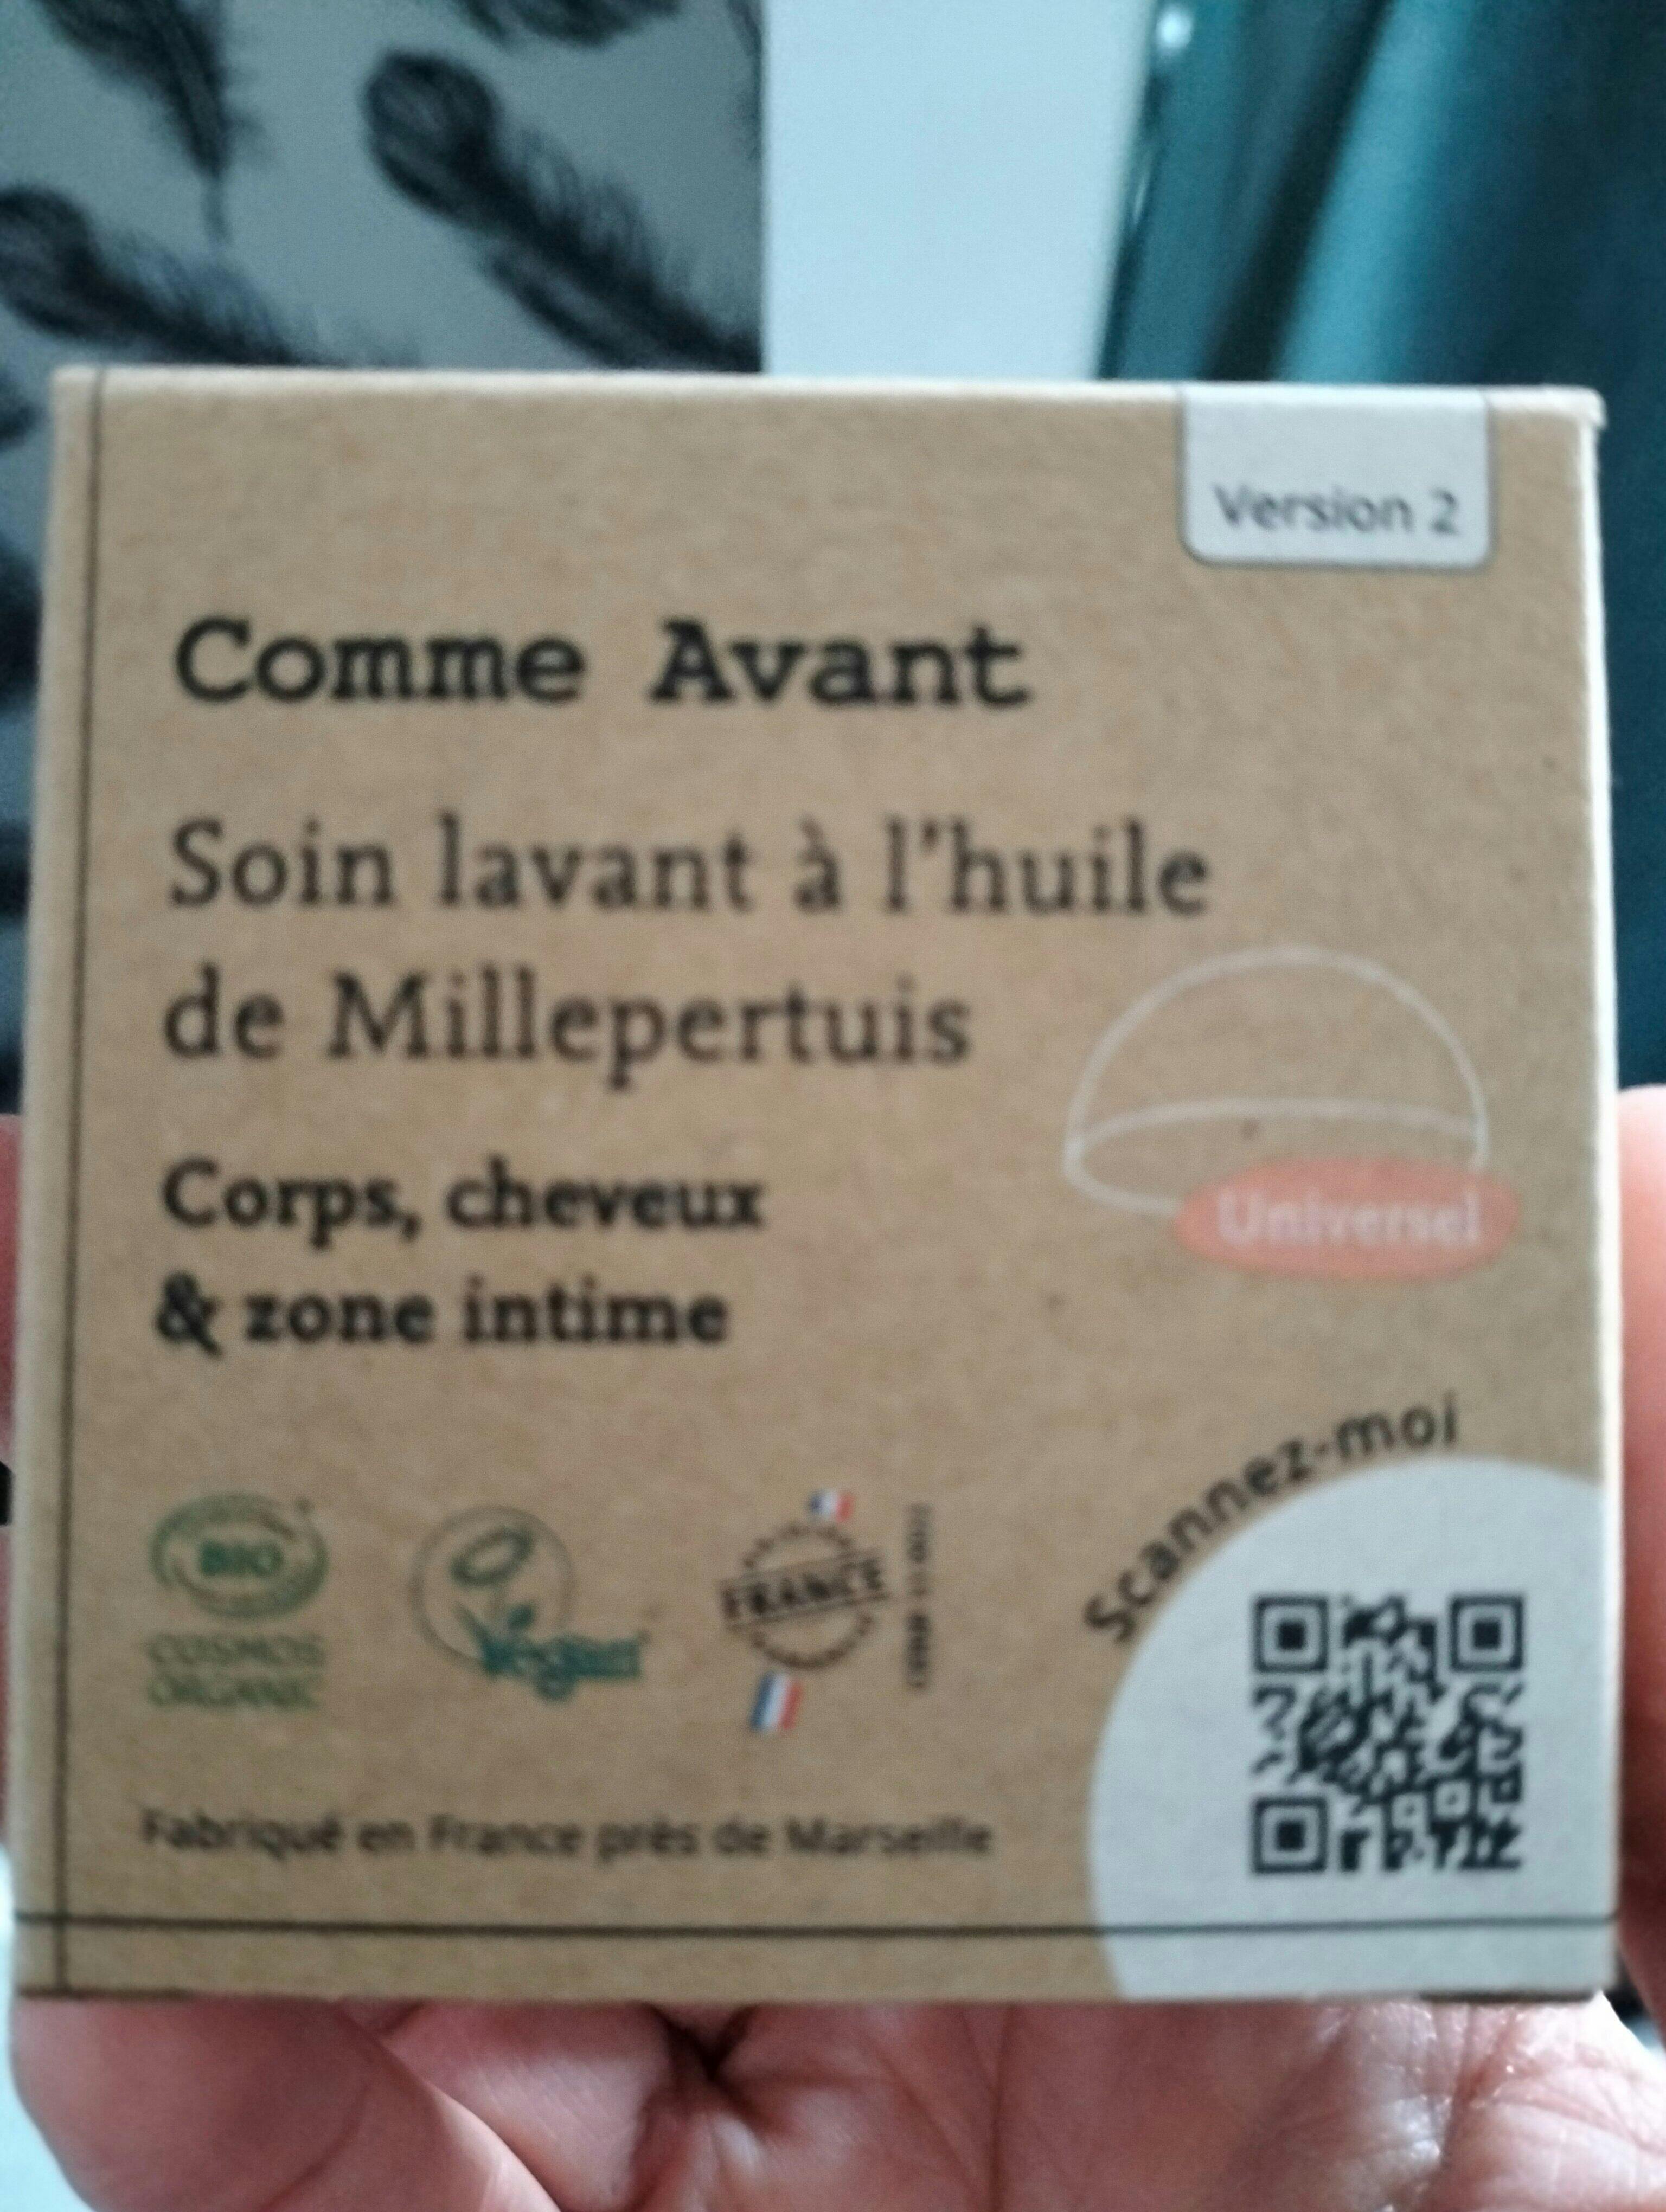 Version 2
Comme Avant
Soin lavant à l'huile
de Millepertuis
Corps, cheveux
& zone intime
Universel
Scannez-moi
BIO
COSMOS
ORGANIC
Vegan
FRANCE
Fabriqué en France près de Marseille